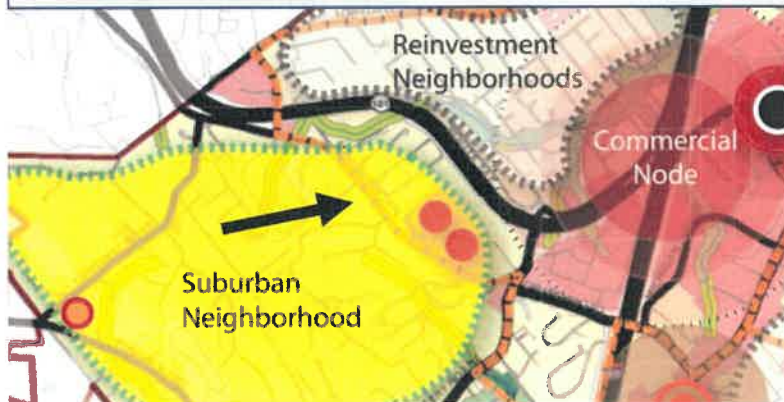 Reinvestment
Neighborhoods
Commercial
Node
Suburban
Neighborhood